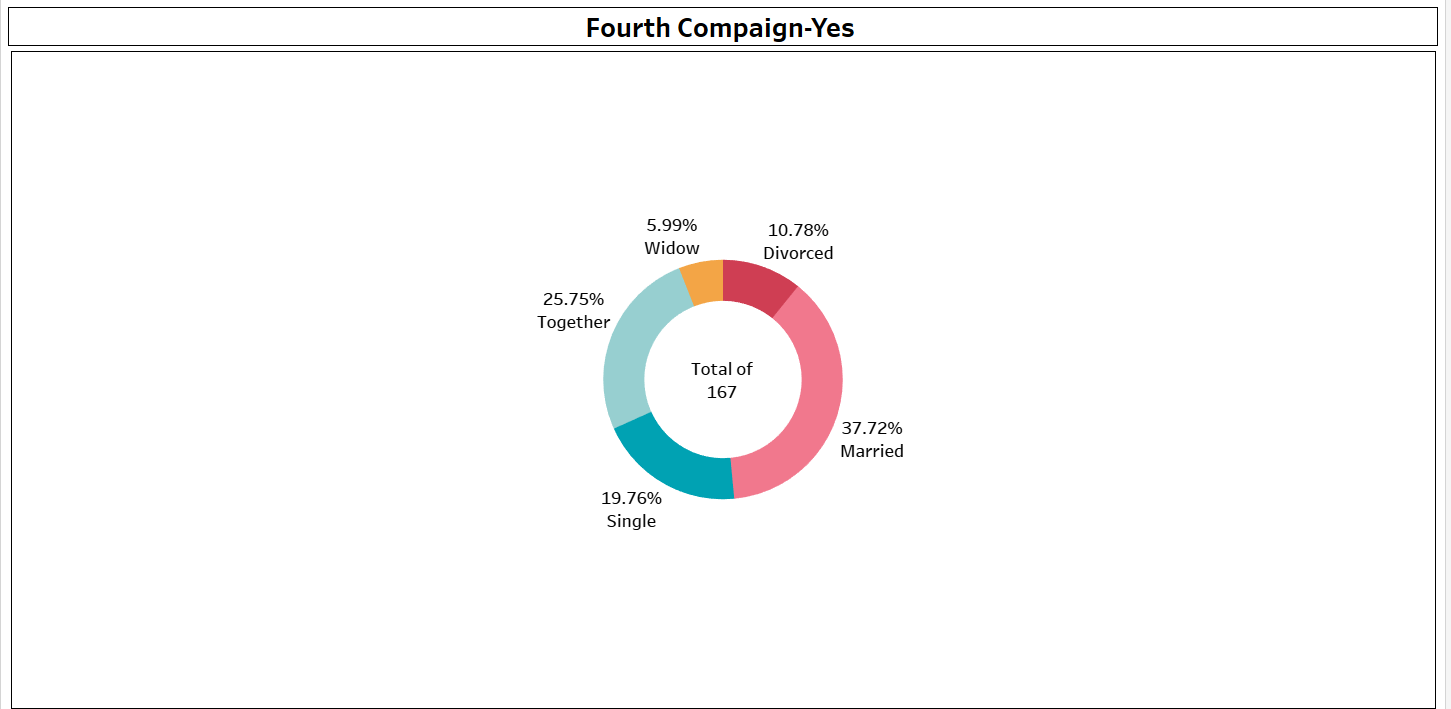 Fourth Compaign-Yes
5.99%
Widow
10.78%
Divorced
25.75%
Together
Total of
167
37.72%
Married
19.76%
Single